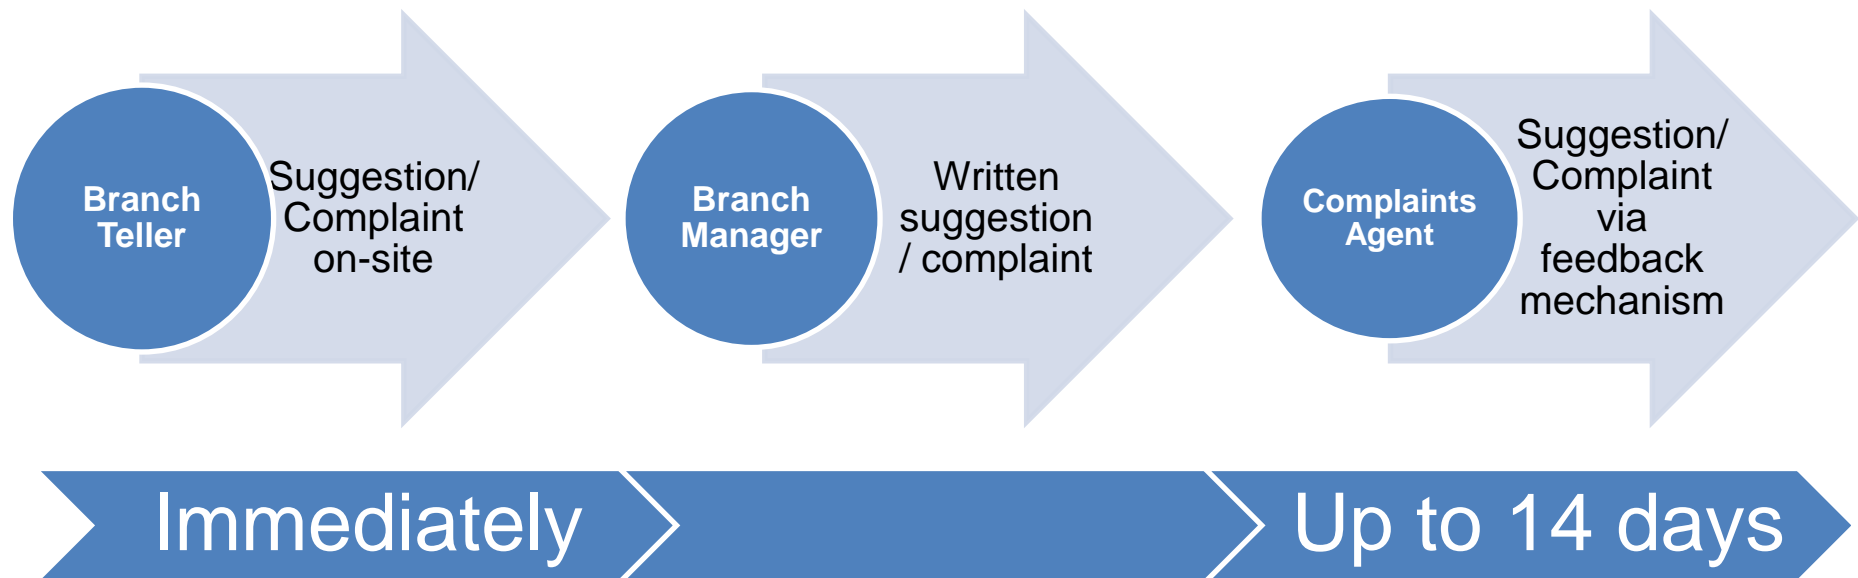 Branch
Teller
Suggestion/
Complaint
on-site
Branch
Manager
Written
suggestion
/ complaint
Complaints
Agent
Suggestion/
Complaint
via
feedback
mechanism
Immediately
Up to 14 days